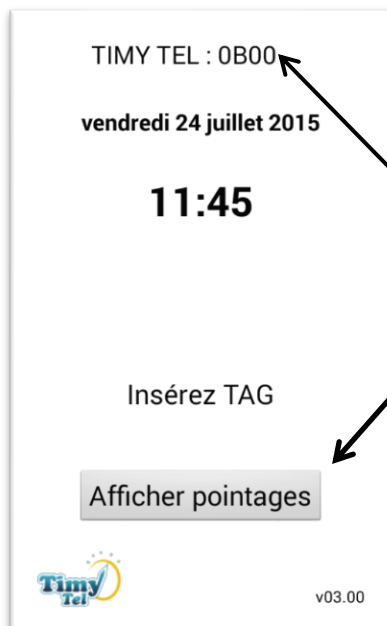 TIMY TEL : 0B00
vendredi 24 juillet 2015
11:45
Insérez TAG
Afficher pointages
Timy
Tel
v03.00